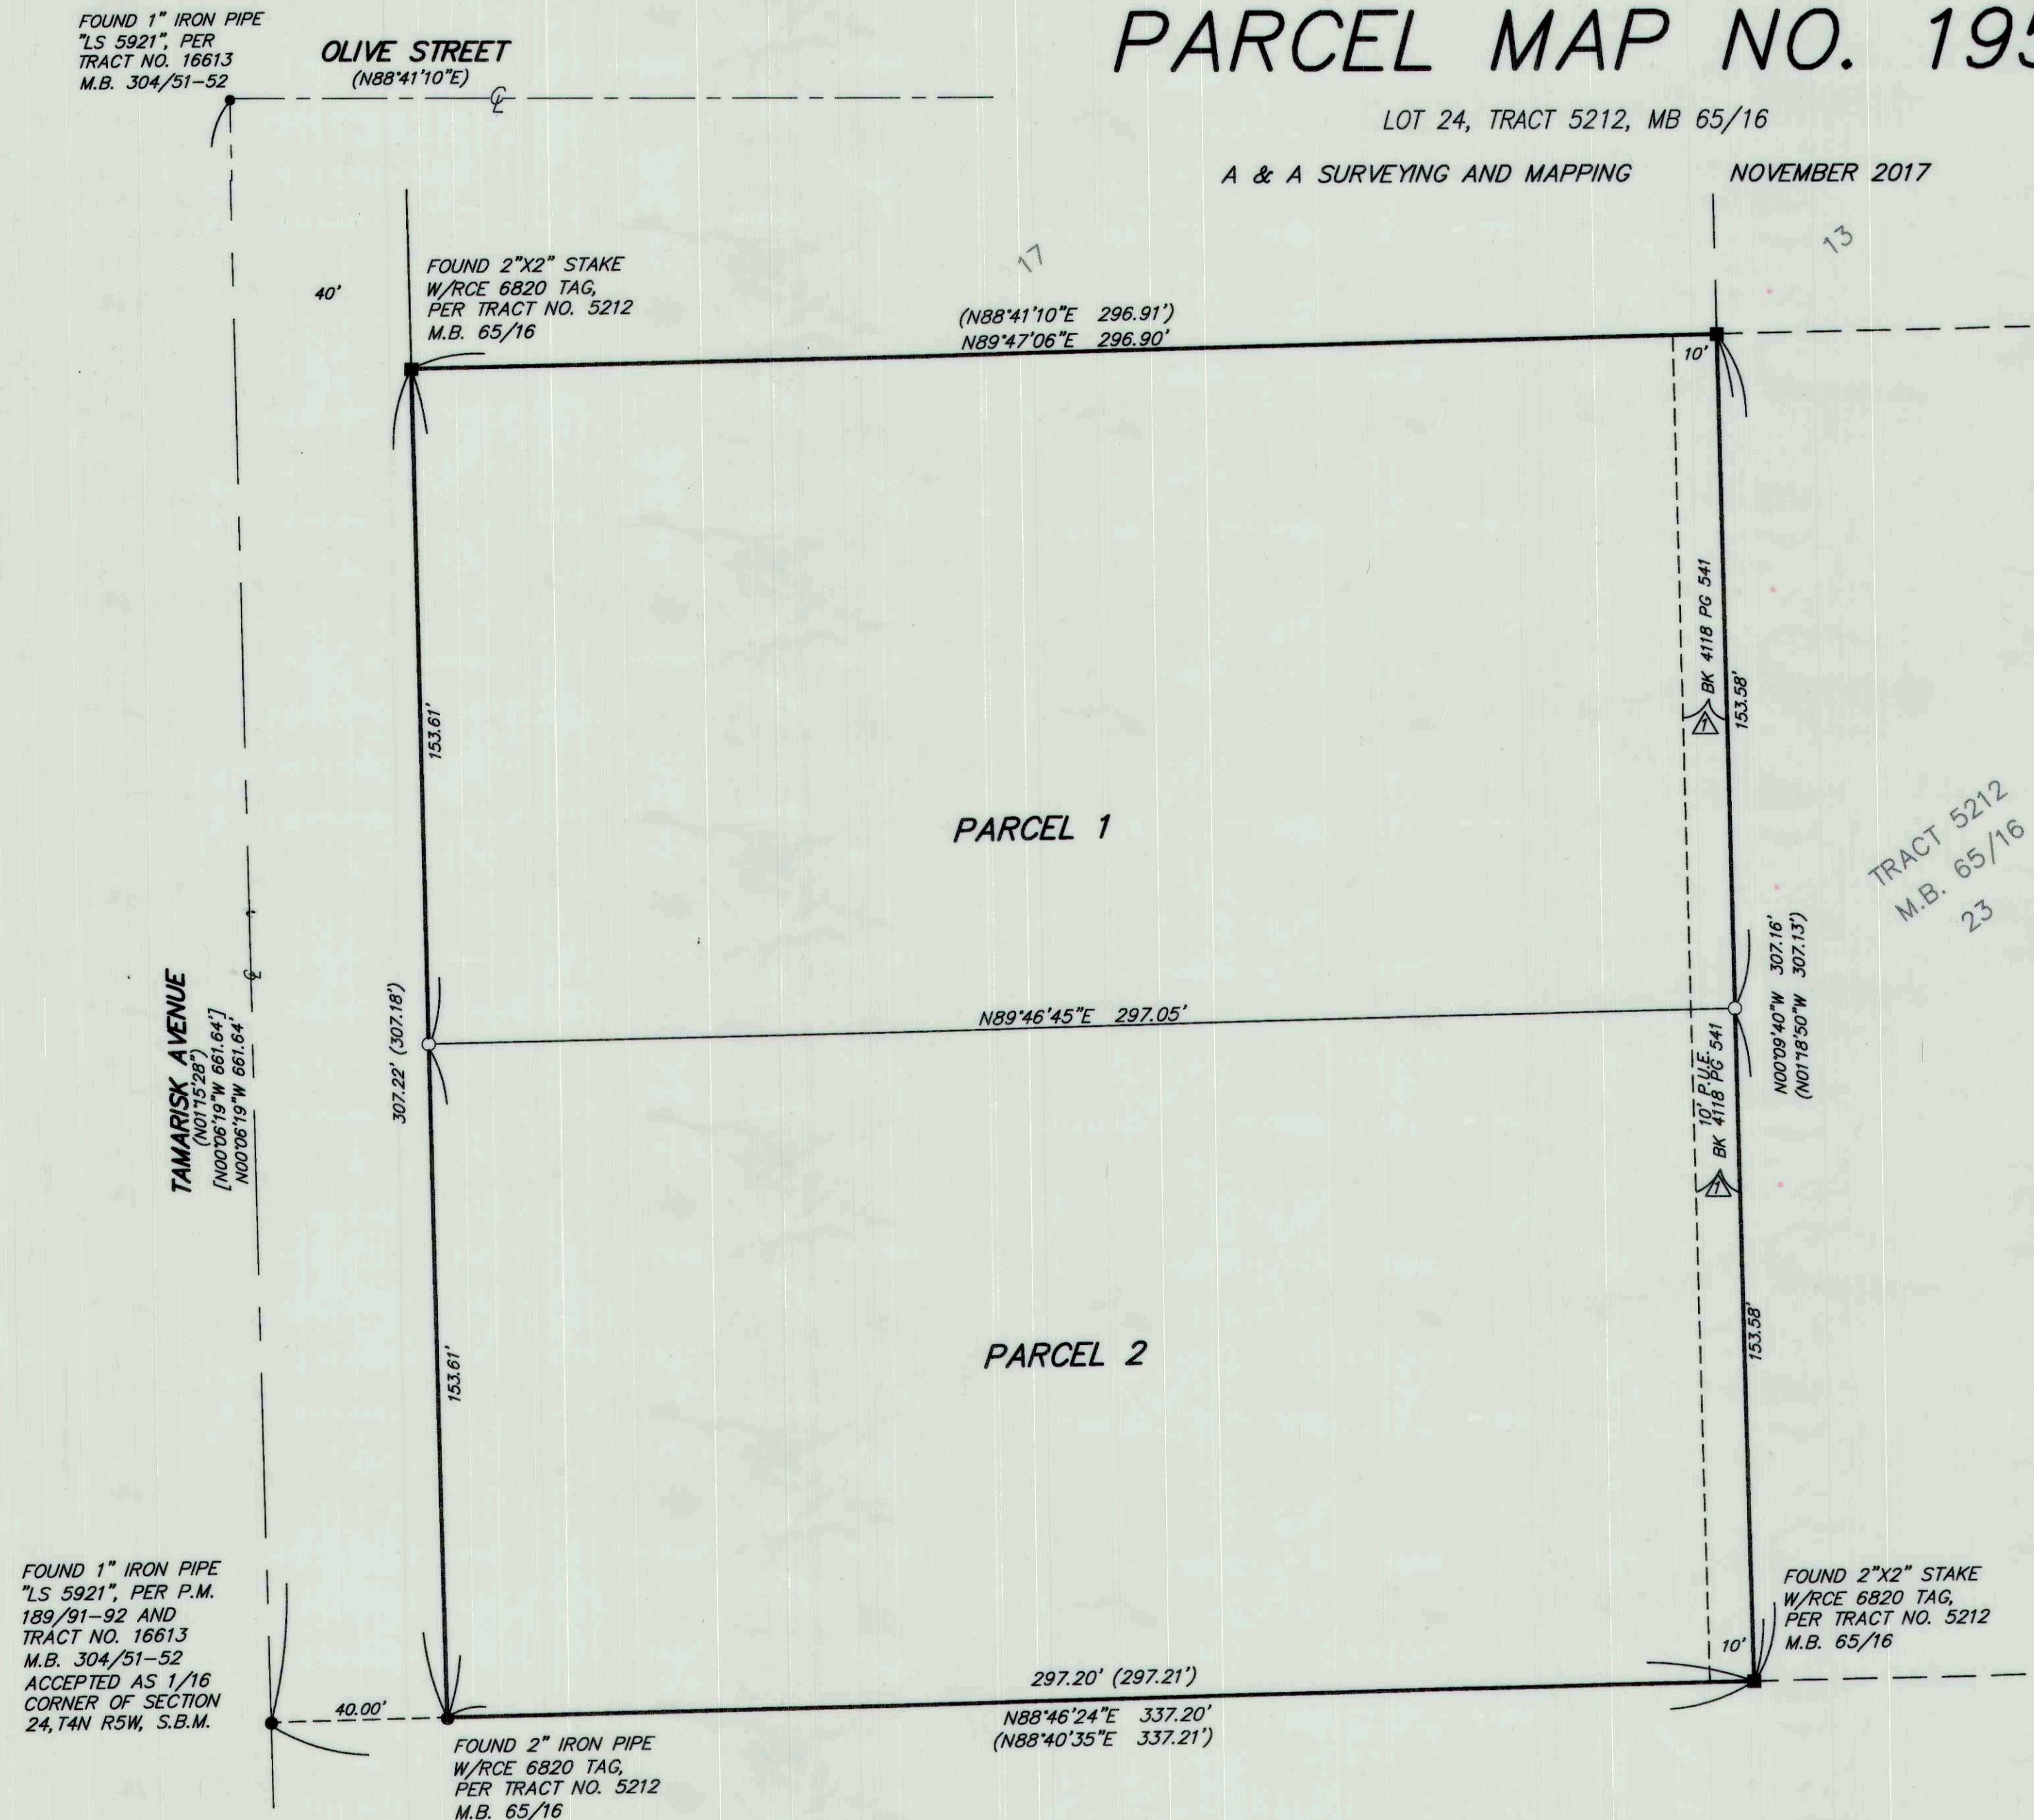 FOUND 1" IRON PIPE
"LS 5921", PER
TRACT NO. 16613
M.B. 304/51-52
OLIVE STREET
(N88°41'10"E)
PARCEL MAP NO. 195
LOT 24, TRACT 5212, MB 65/16
A & A SURVEYING AND MAPPING NOVEMBER 2017
40'
FOUND 2"X2" STAKE
W/RCE 6820 TAG,
PER TRACT NO. 5212
M.B. 65/16
17
13
(N88°41'10"E 296.91')
N89°47'06"E 296.90'
10'
BK 4118 PG 541
1
153.58'
153.61'
PARCEL 1
TRACT 5212
M.B. 65/16
23
TAMARISK AVENUE
(N01°15'28")
[N00°06'19"W 661.64']
N00°06'19"W 661.64'
307.22' (307.18')
N89°46'45"E 297.05'
N00°09'40"W 307.16'
(N01°18'50"W 307.13')
10' P.U.E.
BK 4118 PG 541
1
153.61'
PARCEL 2
153.58'
FOUND 1" IRON PIPE
"LS 5921", PER P.M.
189/91-92 AND
TRACT NO. 16613
M.B. 304/51-52
ACCEPTED AS 1/16
CORNER OF SECTION
24,T4N R5W, S.B.M.
40.00'
FOUND 2" IRON PIPE
W/RCE 6820 TAG,
PER TRACT NO. 5212
M.B. 65/16
297.20' (297.21')
N88°46'24"E 337.20'
(N88°40'35"E 337.21')
10'
FOUND 2"X2" STAKE
W/RCE 6820 TAG,
PER TRACT NO. 5212
M.B. 65/16